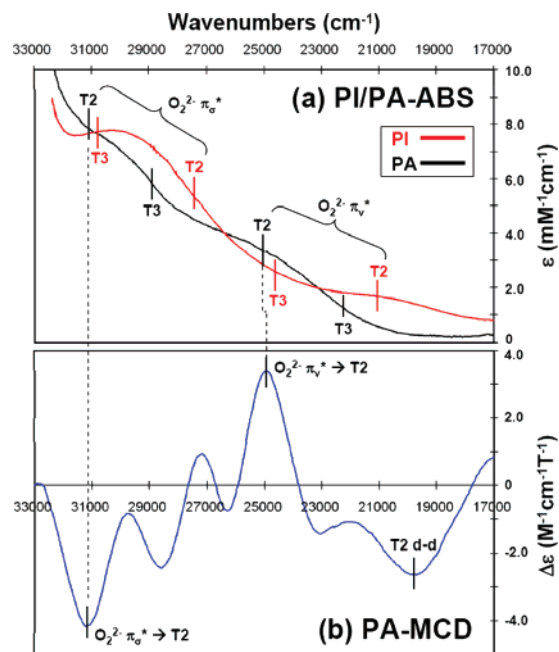 Wavenumbers (cm⁻¹)
33000 31000 29000 27000 25000 23000 21000 19000 17000
10.0
T2
O₂²⁻ πσ*
(a) PI/PA-ABS
8.0
T3
T2
PI
PA
6.0
T3
T2
O₂²⁻ πv*
4.0
T3
T2
2.0
T3
0
ε (mM⁻¹cm⁻¹)
4.0
O₂²⁻ πv* → T2
2.0
0
33000 31000 29000 27000 25000 23000 21000 19000 17000
T2 d-d
-2.0
O₂²⁻ πσ* → T2
(b) PA-MCD
-4.0
Δε (M⁻¹cm⁻¹T⁻¹)